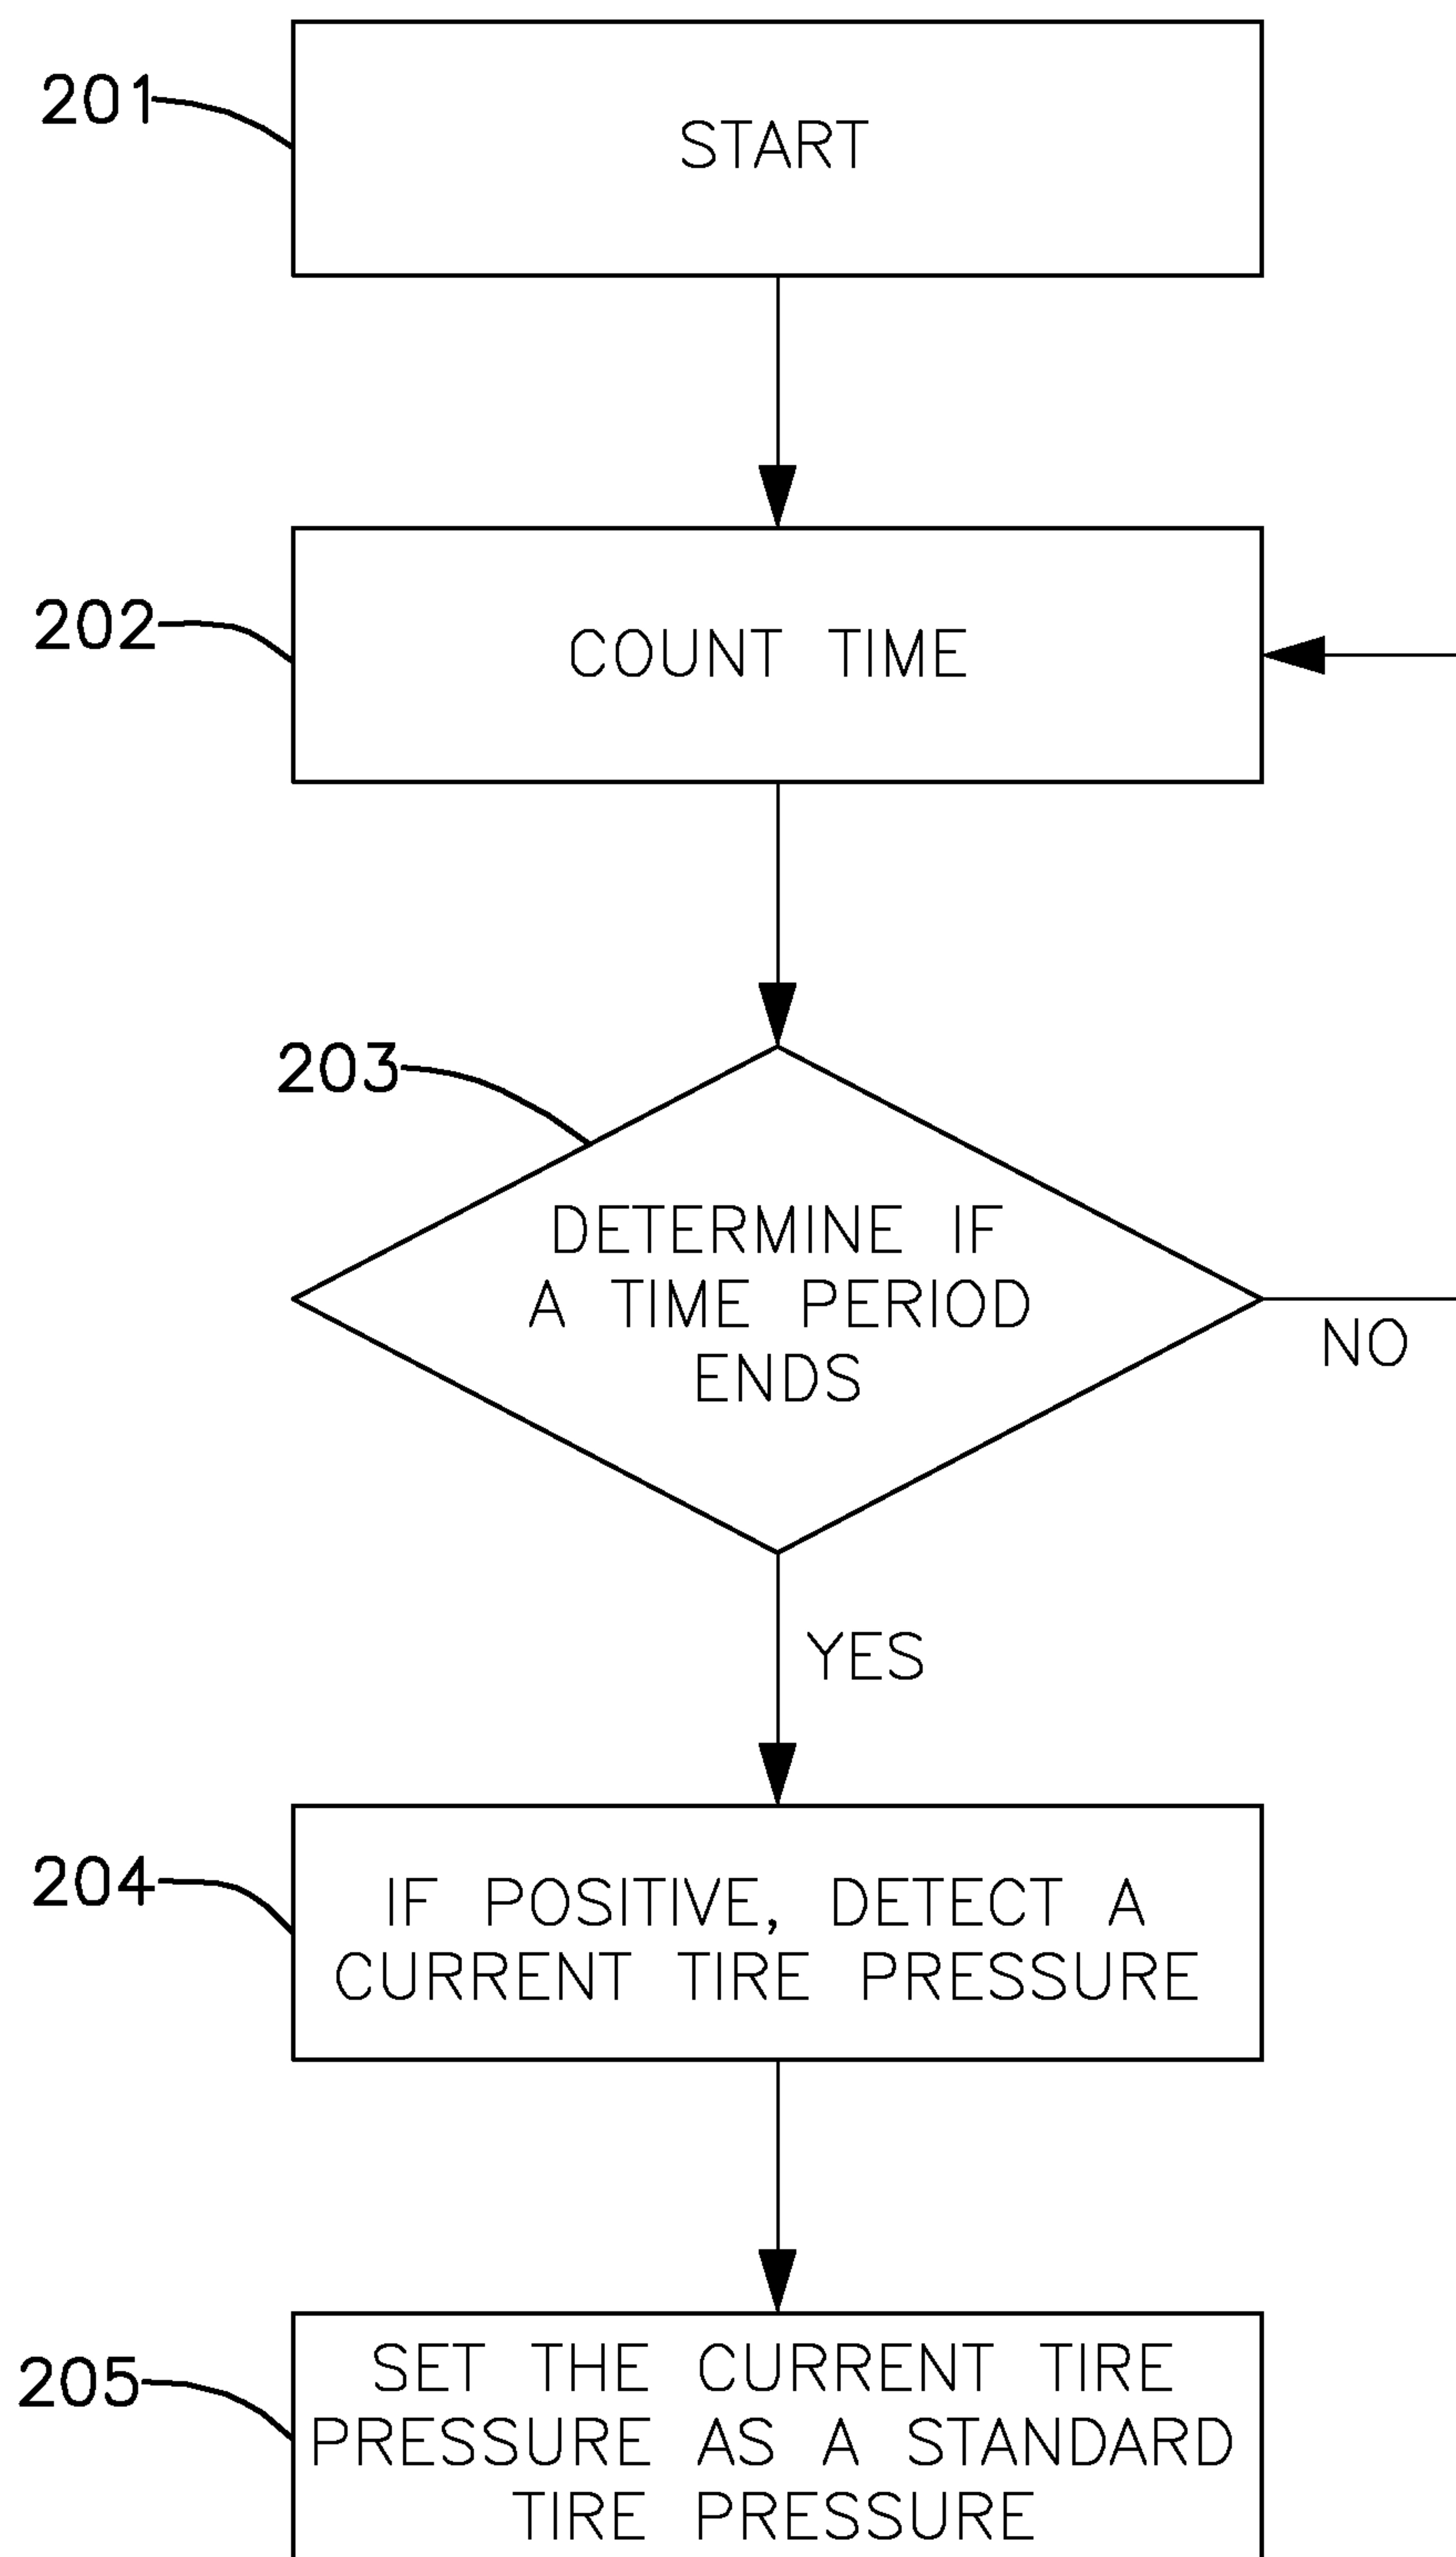 201
START
202
COUNT TIME
203
DETERMINE IF
A TIME PERIOD
ENDS
NO
YES
204
IF POSITIVE, DETECT A
CURRENT TIRE PRESSURE
205
SET THE CURRENT TIRE
PRESSURE AS A STANDARD
TIRE PRESSURE